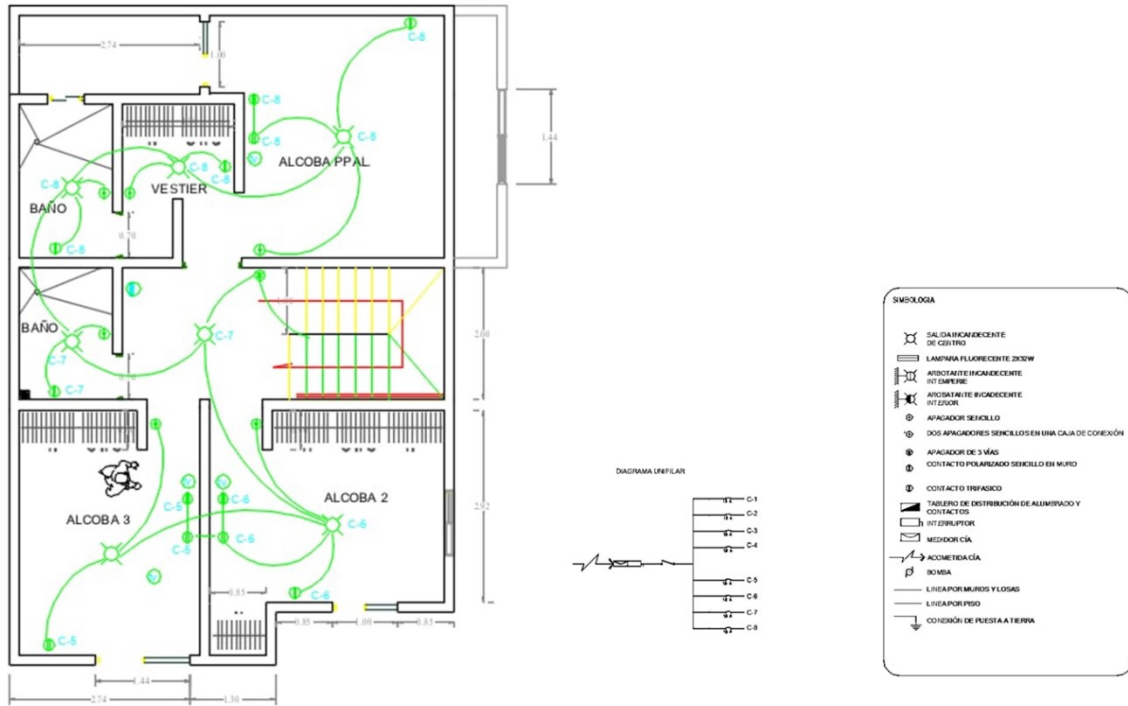 2.74
1.00
C-8
C-8
C-8
C-8
1.44
ALCOBA PPAL
C-8
C-8
C-8
VESTIER
BAÑO
0.70
C-8
BAÑO
C-7
2.00
C-7
C-7
ALCOBA 3
C-5
C-6
ALCOBA 2
C-6
2.92
C-5
C-6
C-6
0.85
C-5
0.85
1.00
0.85
1.44
2.74
1.30
DIAGRAMA UNIFILAR
C-1
C-2
C-3
C-4
C-5
C-6
C-7
C-8
SIMBOLOGIA
SALIDA INCANDECENTE
DE CENTRO
LAMPARA FLUORECENTE 2X32W
ARBOTANTE INCANDECENTE
INTEMPERIE
AROBATANTE INCADECENTE
INTERIOR
APAGADOR SENCILLO
DOS APAGADORES SENCILLOS EN UNA CAJA DE CONEXIÓN
APAGADOR DE 3 VÍAS
CONTACTO POLARIZADO SENCILLO EN MURO
CONTACTO TRIFASICO
TABLERO DE DISTRIBUCIÓN DE ALUMBRADO Y
CONTACTOS
INTERRUPTOR
MEDIDOR CÍA.
ACOMETIDA CÍA.
BOMBA
LINEA POR MUROS Y LOSAS
LINEA POR PISO
CONEXIÓN DE PUESTA A TIERRA